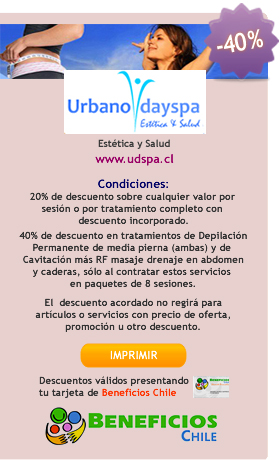 -40%
Urbano dayspa
Estética & Salud
Estética y Salud
www.udspa.cl
Condiciones:
20% de descuento sobre cualquier valor por
sesión o por tratamiento completo con
descuento incorporado.
40% de descuento en tratamientos de Depilación
Permanente de media pierna (ambas) y de
Cavitación más RF masaje drenaje en abdomen
y caderas, sólo al contratar estos servicios
en paquetes de 8 sesiones.
El descuento acordado no regirá para
artículos o servicios con precio de oferta,
promoción u otro descuento.
IMPRIMIR
Descuentos válidos presentando
tu tarjeta de Beneficios Chile
BENEFICIOS
CHILE